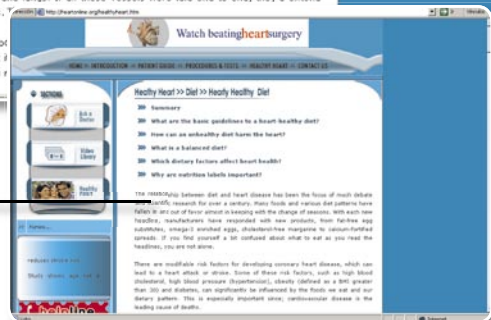 http://heartonline.org/healthyheart.htm
Watch beatingheartsurgery
HOME INTRODUCTION PATIENT GUIDE PROCEDURES & TESTS HEALTHY HEART CONTACT US
SECTIONS
Ask a
Doctor
Video
Library
Healthy
Heart
Healthy Heart >> Diet >> Hearty Healthy Diet
Summary
What are the basic guidelines to a heart-healthy diet?
How can an unhealthy diet harm the heart?
What is a balanced diet?
Which dietary factors affect heart health?
Why are nutrition labels important?
The relationship between diet and heart disease has been the focus of much debate
and scientific research for over a century. Many foods and various diet patterns have
fallen in and out of favor almost in keeping with the change of seasons. With each new
headline, manufacturers have responded with new products, from fat-free egg
substitutes, omega-3 enriched eggs, cholesterol-free margarine to calcium-fortified
spreads. If you find yourself a bit confused about what to eat as you read the
headlines, you are not alone.
There are modifiable risk factors for developing coronary heart disease, which can
lead to a heart attack or stroke. Some of these risk factors, such as high blood
cholesterol, high blood pressure (hypertension), obesity (defined as a BMI greater
than 30) and diabetes, can significantly be influenced by the foods we eat and our
dietary pattern. This is especially important since; cardiovascular disease is the
leading cause of deaths.
news...
reduces stroke
helpline
Internet